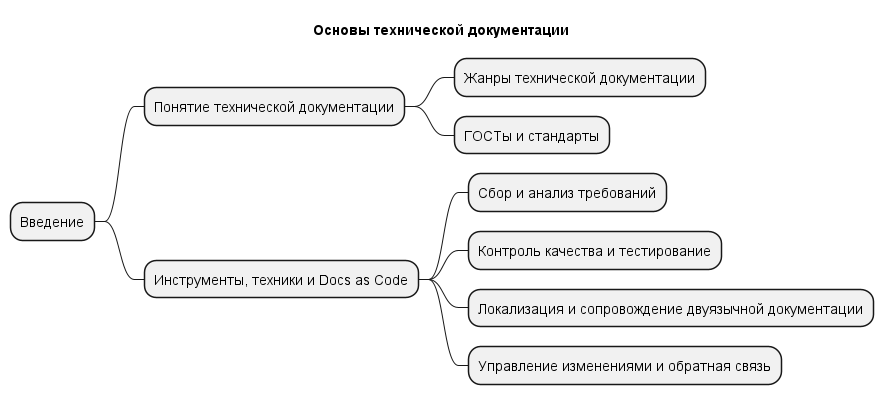 Основы технической документации
Введение
Понятие технической документации
Жанры технической документации
ГОСТы и стандарты
Инструменты, техники и Docs as Code
Сбор и анализ требований
Контроль качества и тестирование
Локализация и сопровождение двуязычной документации
Управление изменениями и обратная связь